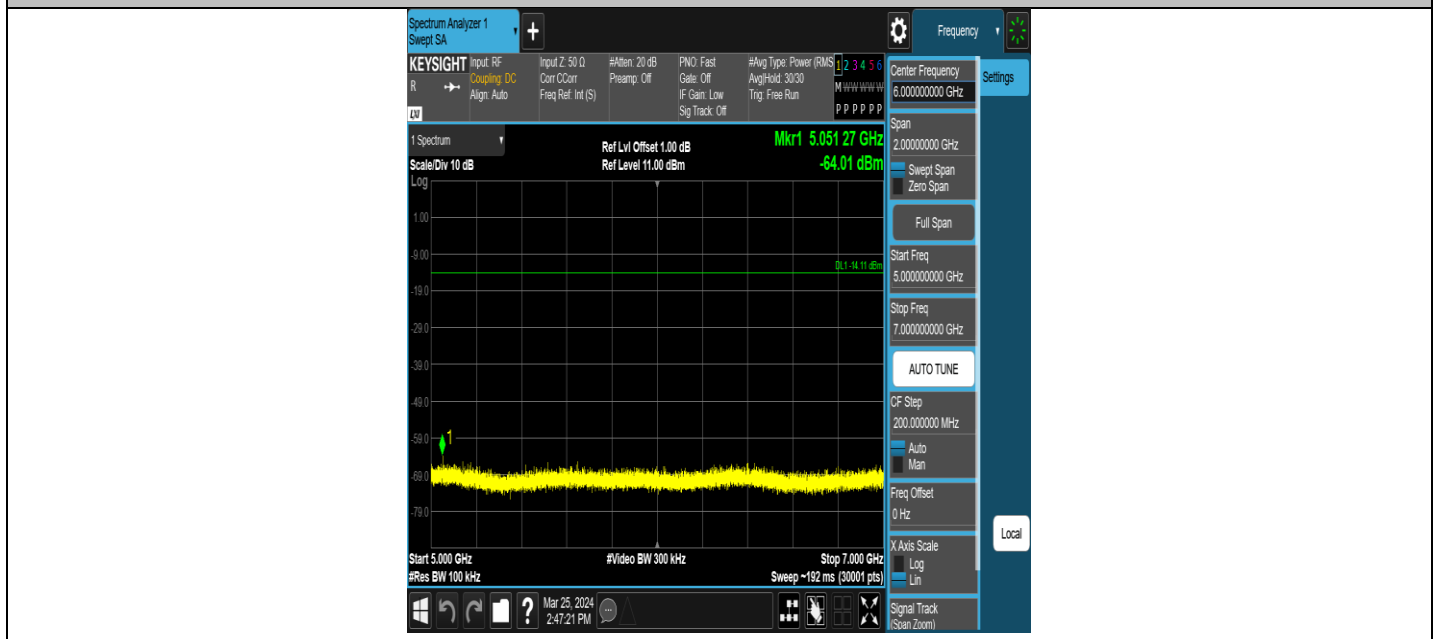 Spectrum Analyzer 1
Swept SA
+
Frequency
KEYSIGHT
R
LXI
Input: RF
Coupling: DC
Align: Auto
Input Z: 50 Ω
Corr CCorr
Freq Ref: Int (S)
#Atten: 20 dB
Preamp: Off
PNO: Fast
Gate: Off
IF Gain: Low
Sig Track: Off
#Avg Type: Power (RMS
Avg|Hold: 30/30
Trig: Free Run
1 2 3 4 5 6
M W W W W W
P P P P P P
1 Spectrum
Scale/Div 10 dB
Ref Lvl Offset 1.00 dB
Ref Level 11.00 dBm
Mkr1 5.051 27 GHz
-64.01 dBm
Log
1.00
-9.00
DL1 -14.11 dBm
-19.0
-29.0
-39.0
-49.0
-59.0
1
-69.0
-79.0
Start 5.000 GHz
#Res BW 100 kHz
#Video BW 300 kHz
Stop 7.000 GHz
Sweep ~192 ms (30001 pts)
?
Mar 25, 2024
2:47:21 PM
Center Frequency
6.000000000 GHz
Settings
Span
2.00000000 GHz
Swept Span
Zero Span
Full Span
Start Freq
5.000000000 GHz
Stop Freq
7.000000000 GHz
AUTO TUNE
CF Step
200.000000 MHz
Auto
Man
Freq Offset
0 Hz
X Axis Scale
Log
Lin
Signal Track
(Span Zoom)
Local